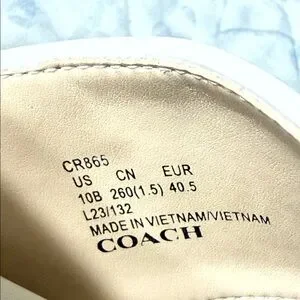 CR865
US CN EUR
10B 260(1.5) 40.5
L23/132
MADE IN VIETNAM/VIETNAM
COACH